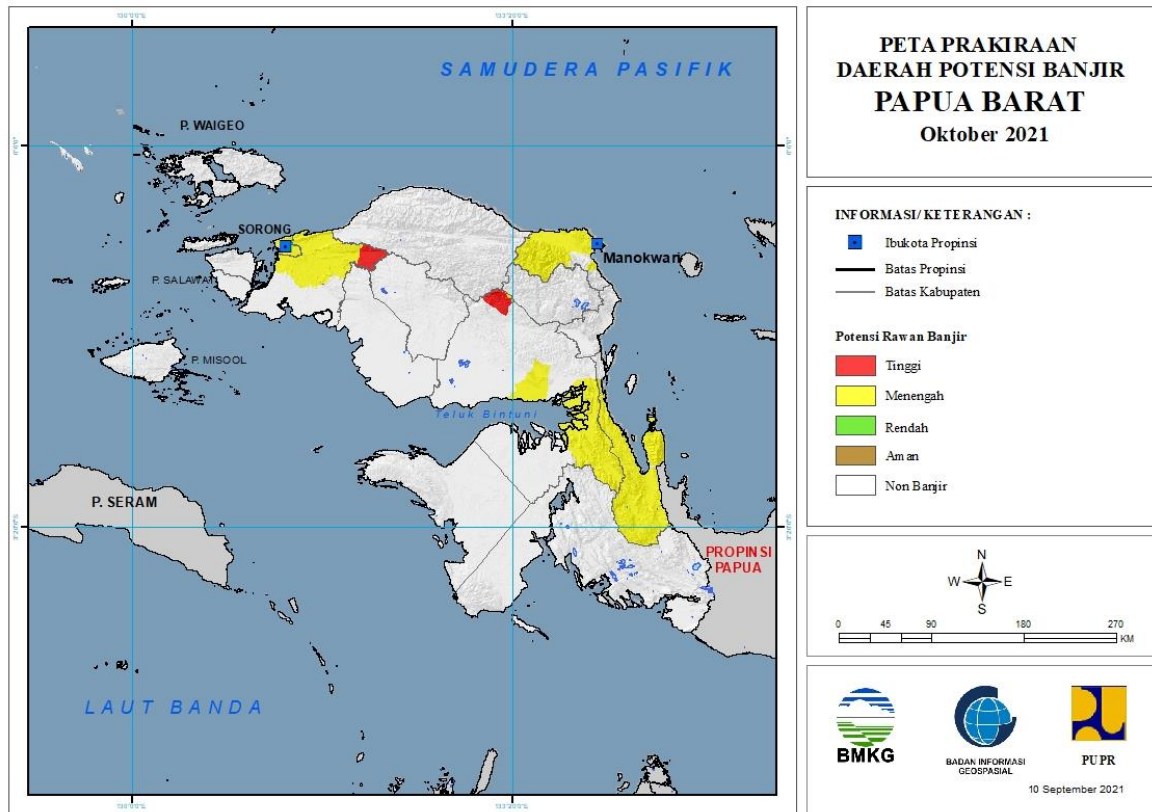 PETA PRAKIRAAN
DAERAH POTENSI BANJIR
PAPUA BARAT
Oktober 2021
INFORMASI/ KETERANGAN :
Ibukota Propinsi
Batas Propinsi
Batas Kabupaten
Potensi Rawan Banjir
Tinggi
Menengah
Rendah
Aman
Non Banjir
N
W E
S
0 45 90 180 270
KM
BMKG
BADAN INFORMASI
GEOSPASIAL
PUPR
10 September 2021
SAMUDERA PASIFIK
P. WAIGEO
SORONG
Manokwari
P. SALAWATI
P. MISOOL
Teluk Bintuni
P. SERAM
PROPINSI
PAPUA
LAUT BANDA